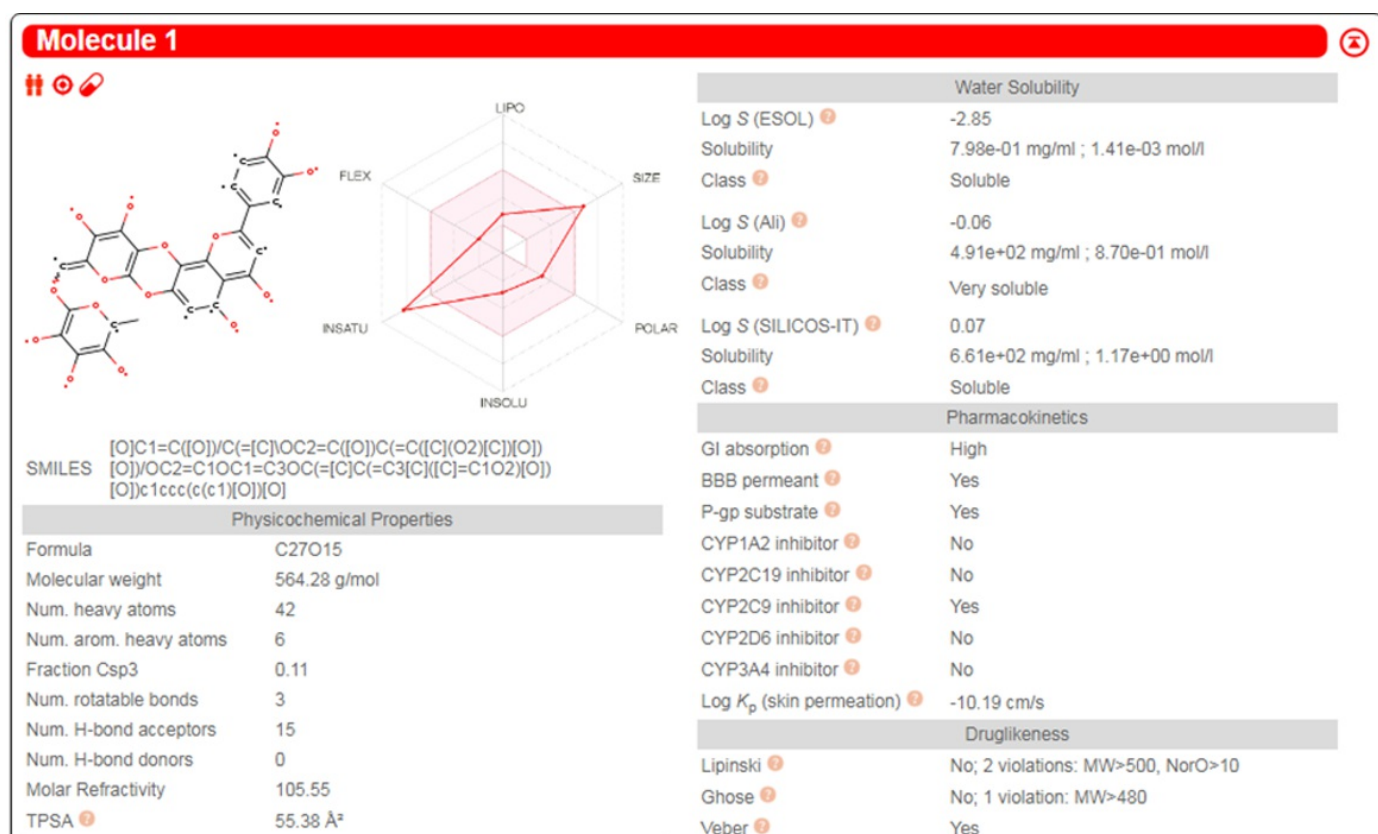 Molecule 1
LIPO
FLEX
SIZE
INSATU
POLAR
INSOLU
SMILES
[O]C1=C([O])/C(=[C]\OC2=C([O])C(=C([C](O2)[C])[O])
[O])/OC2=C1OC1=C3OC(=[C]C(=C3[C]([C]=C1O2)[O])
[O])c1ccc(c(c1)[O])[O]
Physicochemical Properties
Formula C27O15
Molecular weight 564.28 g/mol
Num. heavy atoms 42
Num. arom. heavy atoms 6
Fraction Csp3 0.11
Num. rotatable bonds 3
Num. H-bond acceptors 15
Num. H-bond donors 0
Molar Refractivity 105.55
TPSA ? 55.38 Å²
Water Solubility
Log S (ESOL) ? -2.85
Solubility 7.98e-01 mg/ml ; 1.41e-03 mol/l
Class ? Soluble
Log S (Ali) ? -0.06
Solubility 4.91e+02 mg/ml ; 8.70e-01 mol/l
Class ? Very soluble
Log S (SILICOS-IT) ? 0.07
Solubility 6.61e+02 mg/ml ; 1.17e+00 mol/l
Class ? Soluble
Pharmacokinetics
GI absorption ? High
BBB permeant ? Yes
P-gp substrate ? Yes
CYP1A2 inhibitor ? No
CYP2C19 inhibitor ? No
CYP2C9 inhibitor ? Yes
CYP2D6 inhibitor ? No
CYP3A4 inhibitor ? No
Log Kp (skin permeation) ? -10.19 cm/s
Druglikeness
Lipinski ? No; 2 violations: MW>500, NorO>10
Ghose ? No; 1 violation: MW>480
Veber ? Yes